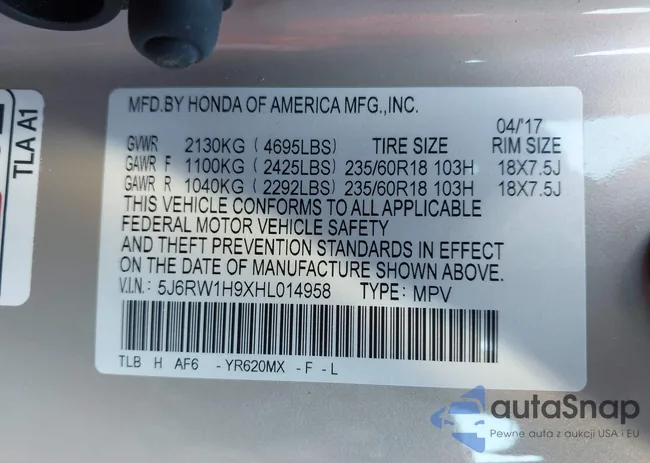 MFD.BY HONDA OF AMERICA MFG.,INC.
04/'17
GVWR 2130KG (4695LBS) TIRE SIZE RIM SIZE
GAWR F 1100KG (2425LBS) 235/60R18 103H 18X7.5J
GAWR R 1040KG (2292LBS) 235/60R18 103H 18X7.5J
THIS VEHICLE CONFORMS TO ALL APPLICABLE
FEDERAL MOTOR VEHICLE SAFETY
AND THEFT PREVENTION STANDARDS IN EFFECT
ON THE DATE OF MANUFACTURE SHOWN ABOVE.
V.I.N.: 5J6RW1H9XHL014958 TYPE: MPV
TLB H AF6 - YR620MX - F - L
TLA A1
autaSnap
Pewne auta z aukcji USA i EU